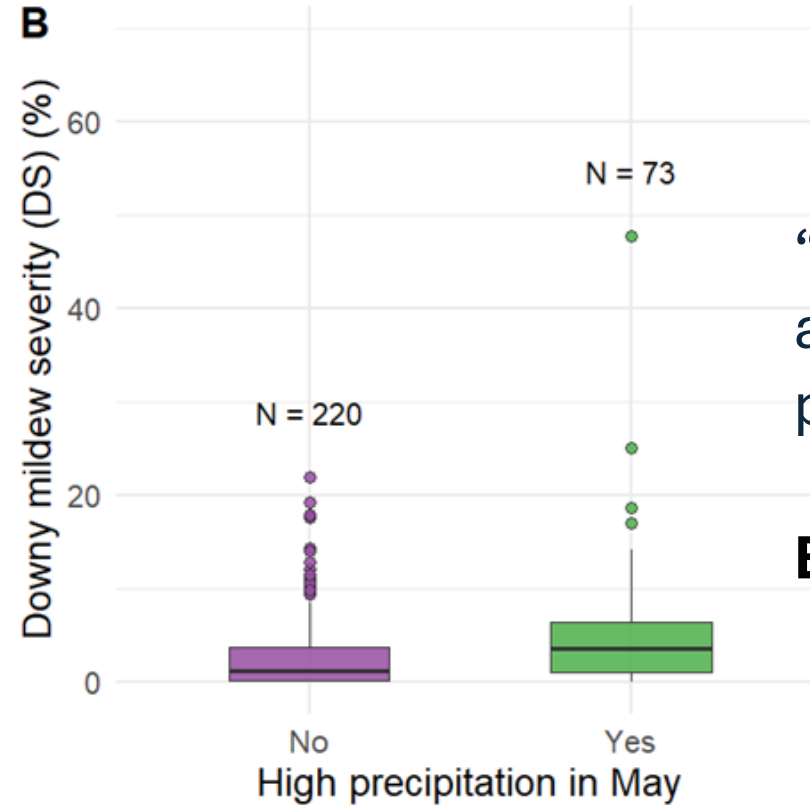 B
Downy mildew severity (DS) (%)
60
40
20
0
N = 220
N = 73
No
Yes
High precipitation in May